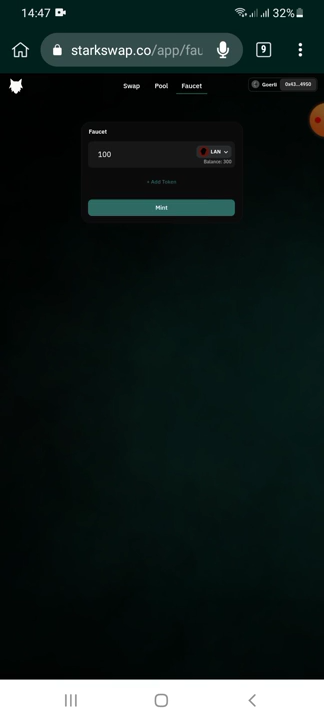 14:47 32%
starkswap.co/app/fau 9
Swap Pool Faucet Goerli 0x43...4950
Faucet
100 LAN
Balance: 300
+ Add Token
Mint